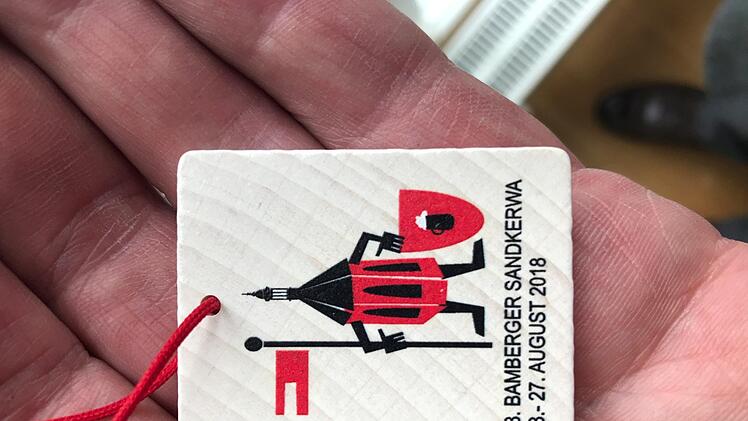 . BAMBERGER SANDKERWA
.- 27. AUGUST 2018